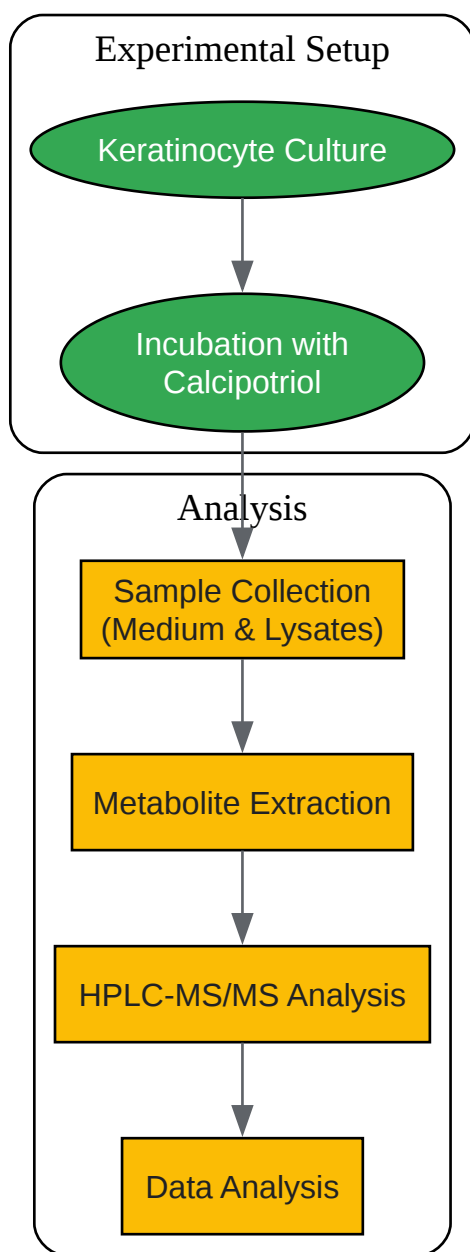 Experimental Setup
Keratinocyte Culture
Incubation with
Calcipotriol
Analysis
Sample Collection
(Medium & Lysates)
Metabolite Extraction
HPLC-MS/MS Analysis
Data Analysis